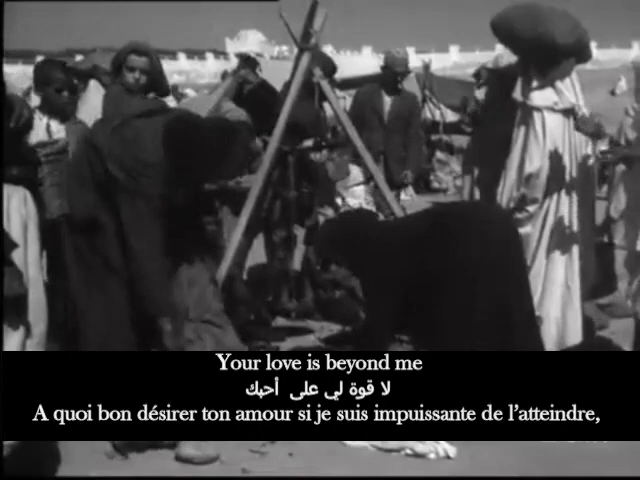 Your love is beyond me
لا قوة لي على أحبك
A quoi bon désirer ton amour si je suis impuissante de l’atteindre,